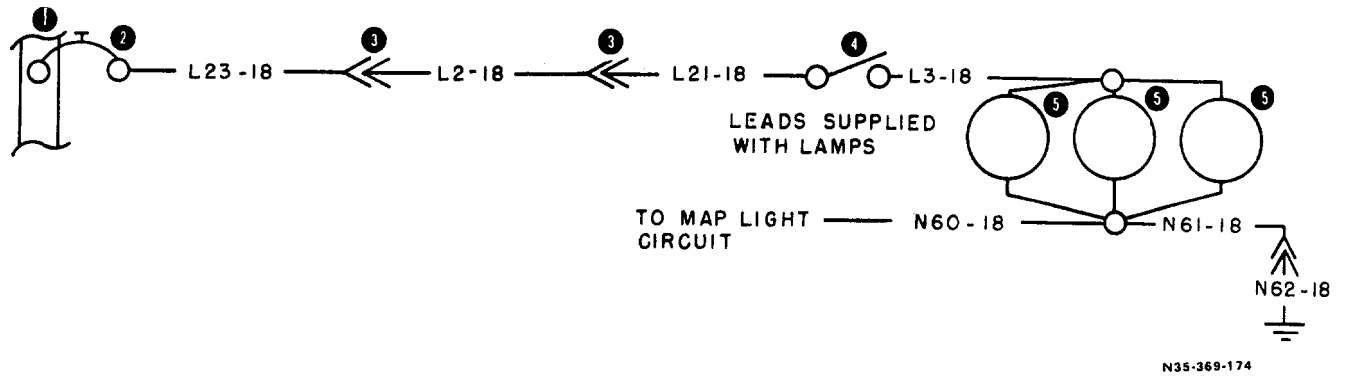 1
2
L23-18
3
L2-18
3
L21-18
4
L3-18
5
5
5
LEADS SUPPLIED
WITH LAMPS
TO MAP LIGHT
CIRCUIT
N60-18
N61-18
N62-18
N35-369-174